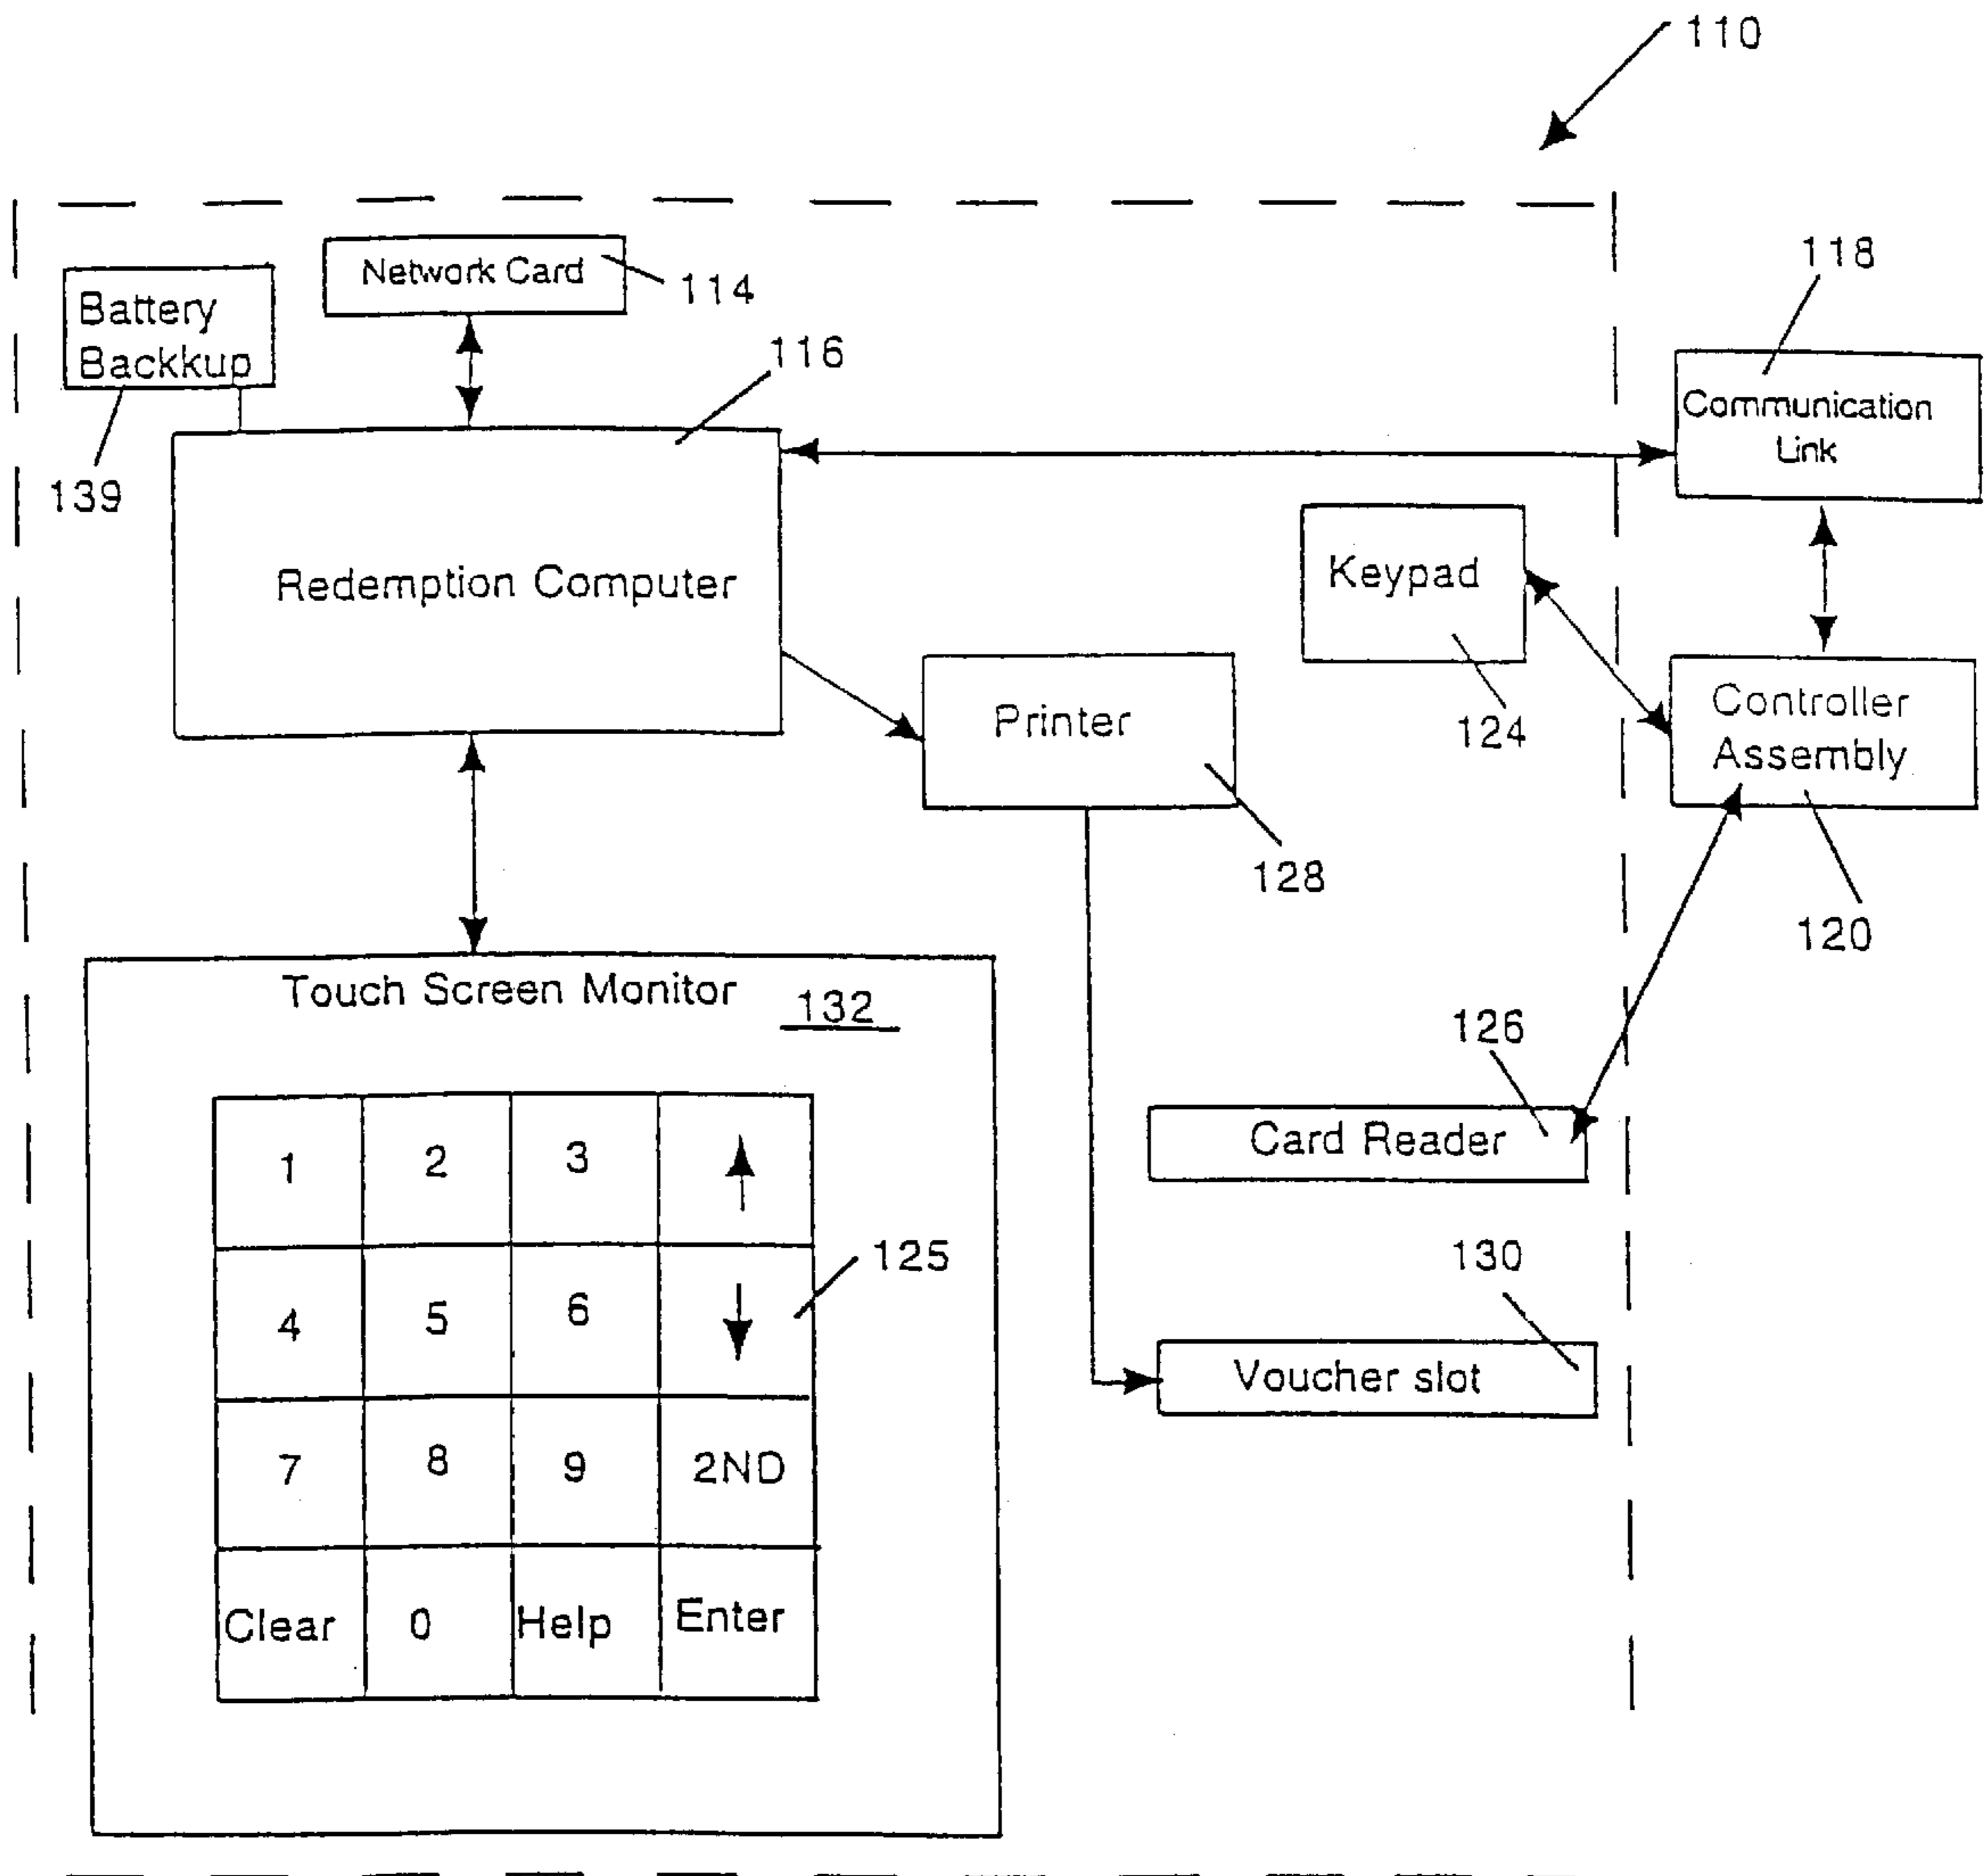 110
Network Card
114
Battery
Backkup
139
116
118
Communication
Link
Redemption Computer
Keypad
124
Printer
128
Controller
Assembly
120
Touch Screen Monitor
132
126
Card Reader
1 2 3
125
130
4 5 6
Voucher slot
7 8 9 2ND
Clear 0 Help Enter